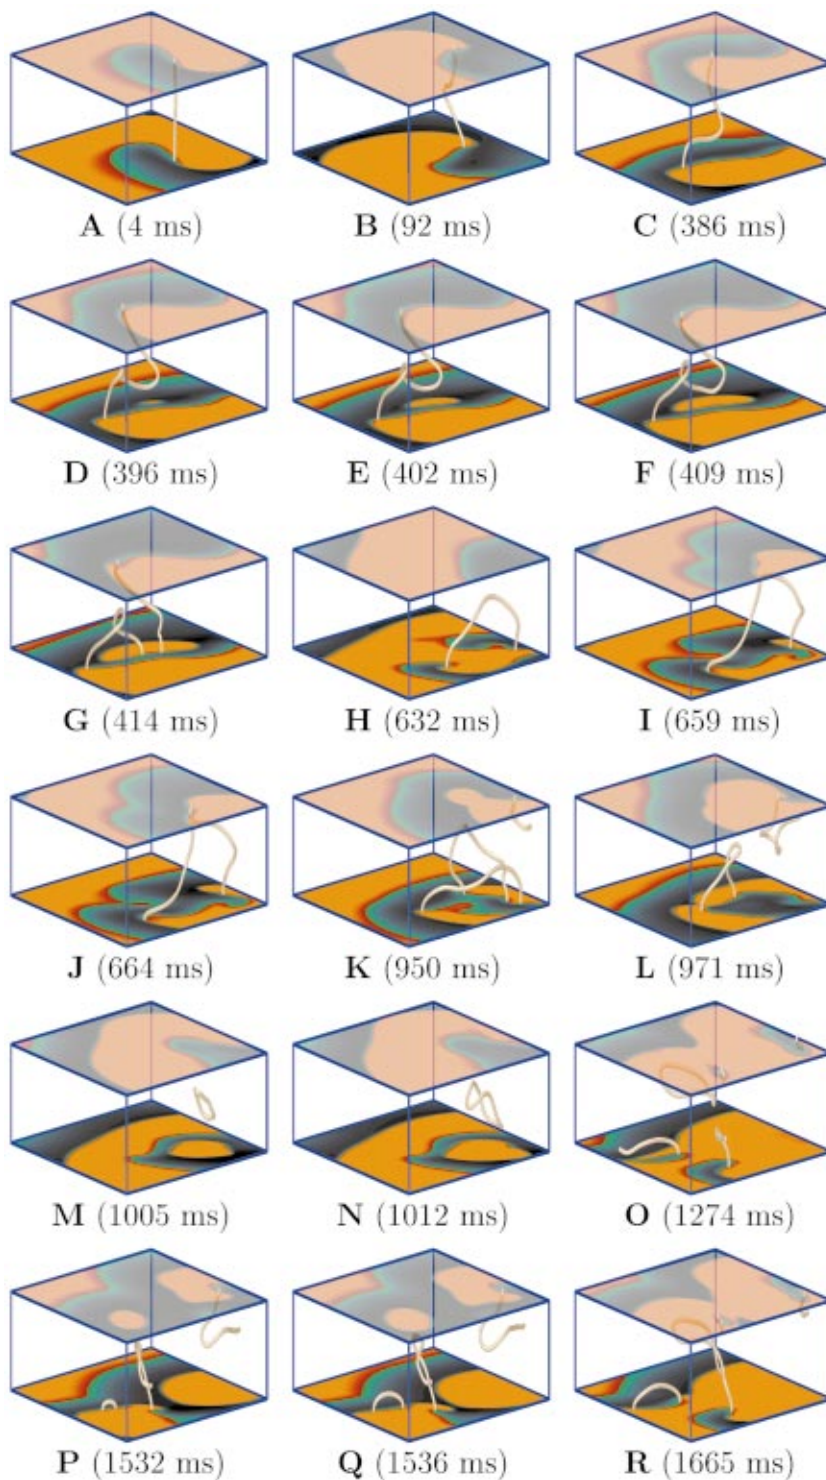 A (4 ms) B (92 ms) C (386 ms)
D (396 ms) E (402 ms) F (409 ms)
G (414 ms) H (632 ms) I (659 ms)
J (664 ms) K (950 ms) L (971 ms)
M (1005 ms) N (1012 ms) O (1274 ms)
P (1532 ms) Q (1536 ms) R (1665 ms)